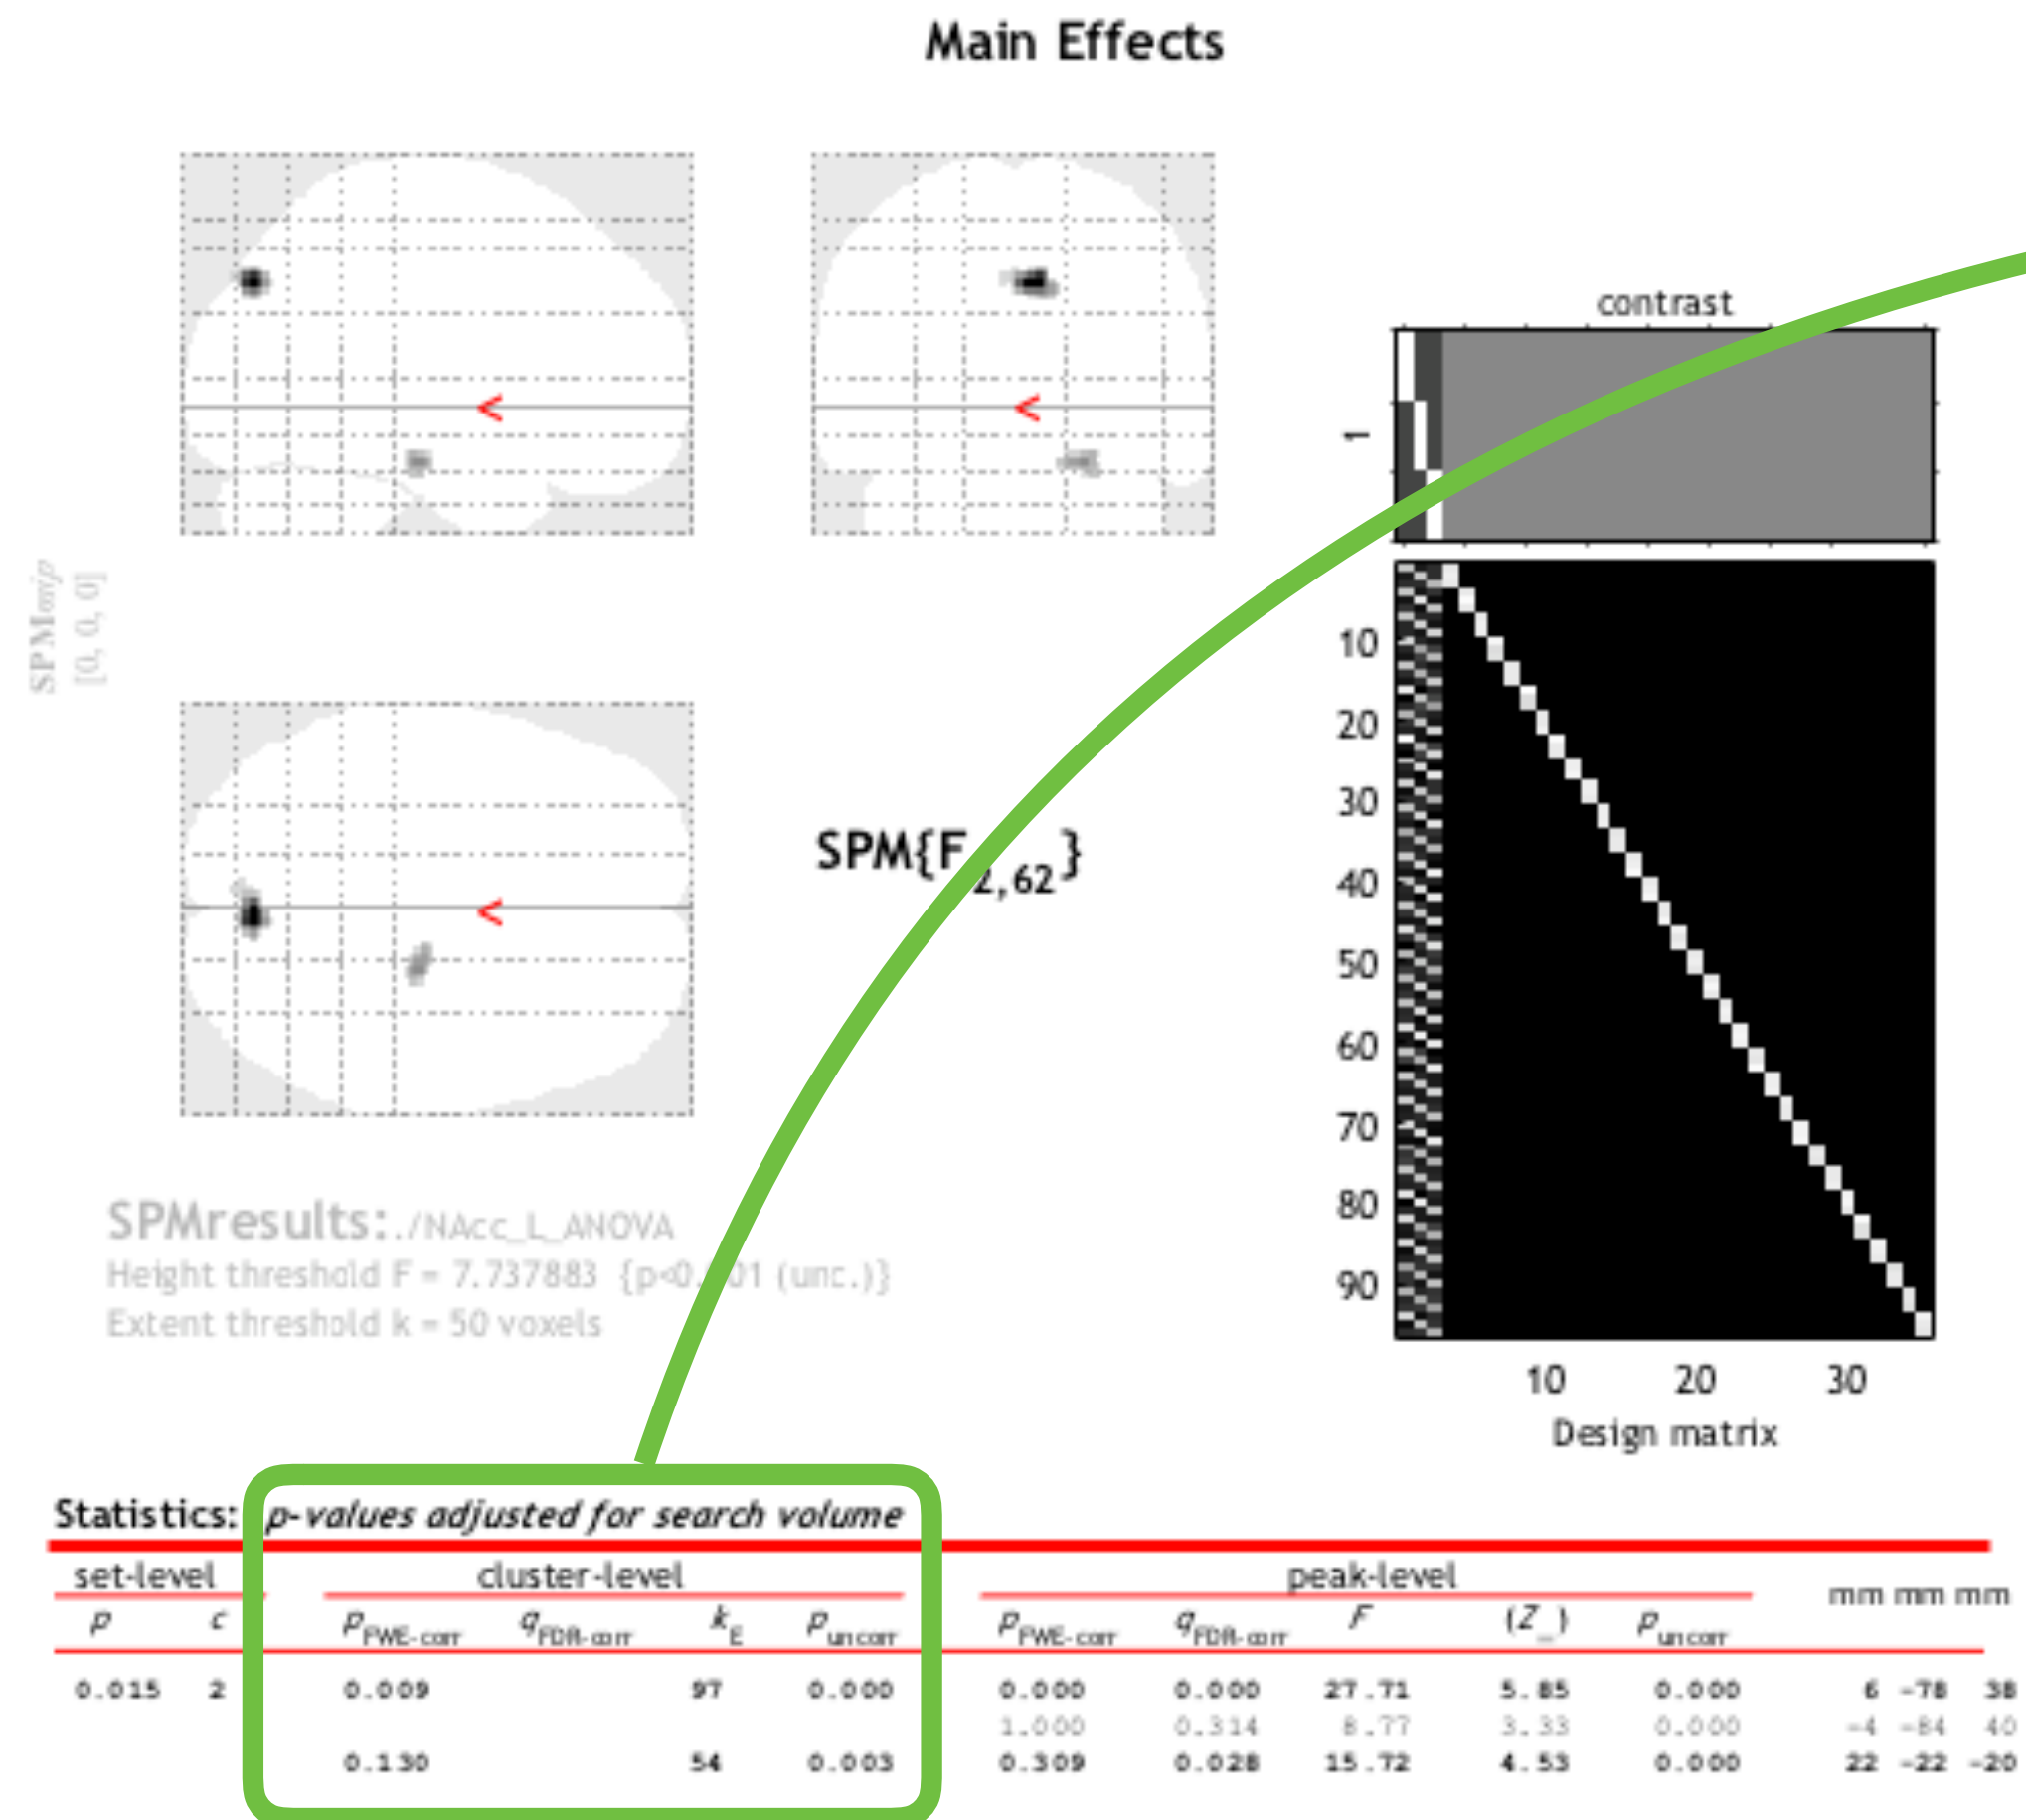 Main Effects
contrast
1
SPMmip
[0, 0, 0]
SPM{F2,62}
10
20
30
40
50
60
70
80
90
10 20 30
Design matrix
SPMresults: ./NAcc_L_ANOVA
Height threshold F = 7.737883 {p<0.001 (unc.)}
Extent threshold k = 50 voxels
Statistics: p-values adjusted for search volume
set-level cluster-level peak-level mm mm mm
p c pFWE-corr qFDR-corr kE puncorr pFWE-corr qFDR-corr F (Z_) puncorr
0.015 2 0.009 97 0.000 0.000 0.000 27.71 5.85 0.000 6 -78 38
1.000 0.314 8.77 3.33 0.000 -4 -84 40
0.130 54 0.003 0.309 0.028 15.72 4.53 0.000 22 -22 -20